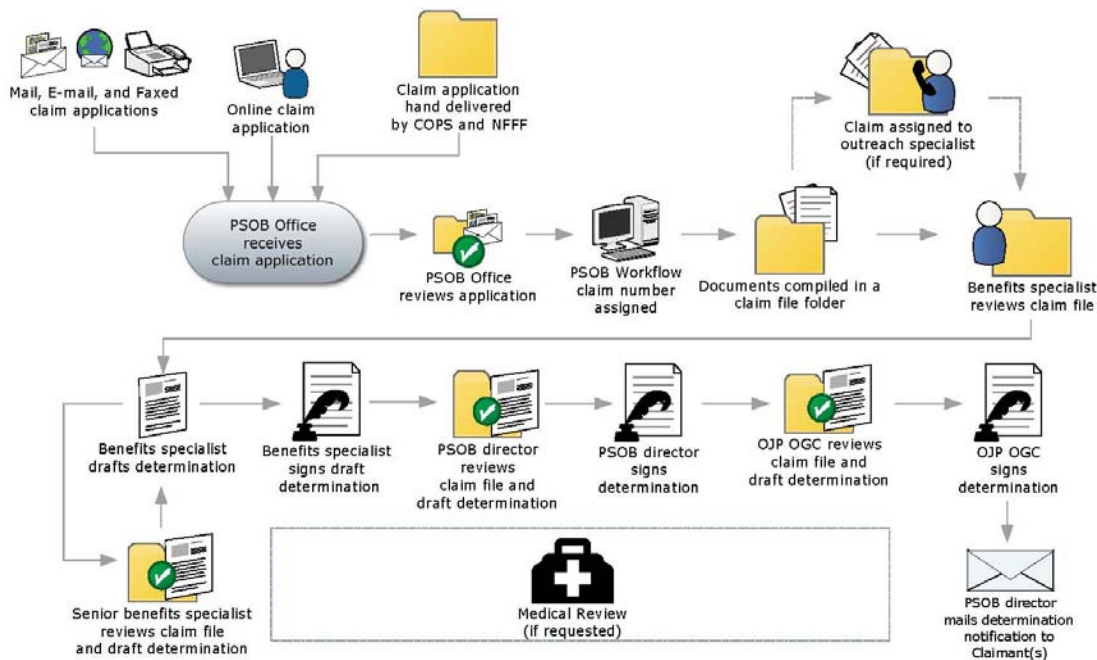 Mail, E-mail, and Faxed
claim applications
Online claim
application
Claim application
hand delivered
by COPS and NFFF
Claim assigned to
outreach specialist
(if required)
PSOB Office
receives
claim application
PSOB Office
reviews application
PSOB Workflow
claim number
assigned
Documents compiled in a
claim file folder
Benefits specialist
reviews claim file
Benefits specialist
drafts determination
Benefits specialist
signs draft
determination
PSOB director
reviews
claim file and
draft determination
PSOB director
signs
determination
OJP OGC reviews
claim file and
draft determination
OJP OGC
signs
determination
Senior benefits specialist
reviews claim file
and draft determination
Medical Review
(if requested)
PSOB director
mails determination
notification to
Claimant(s)